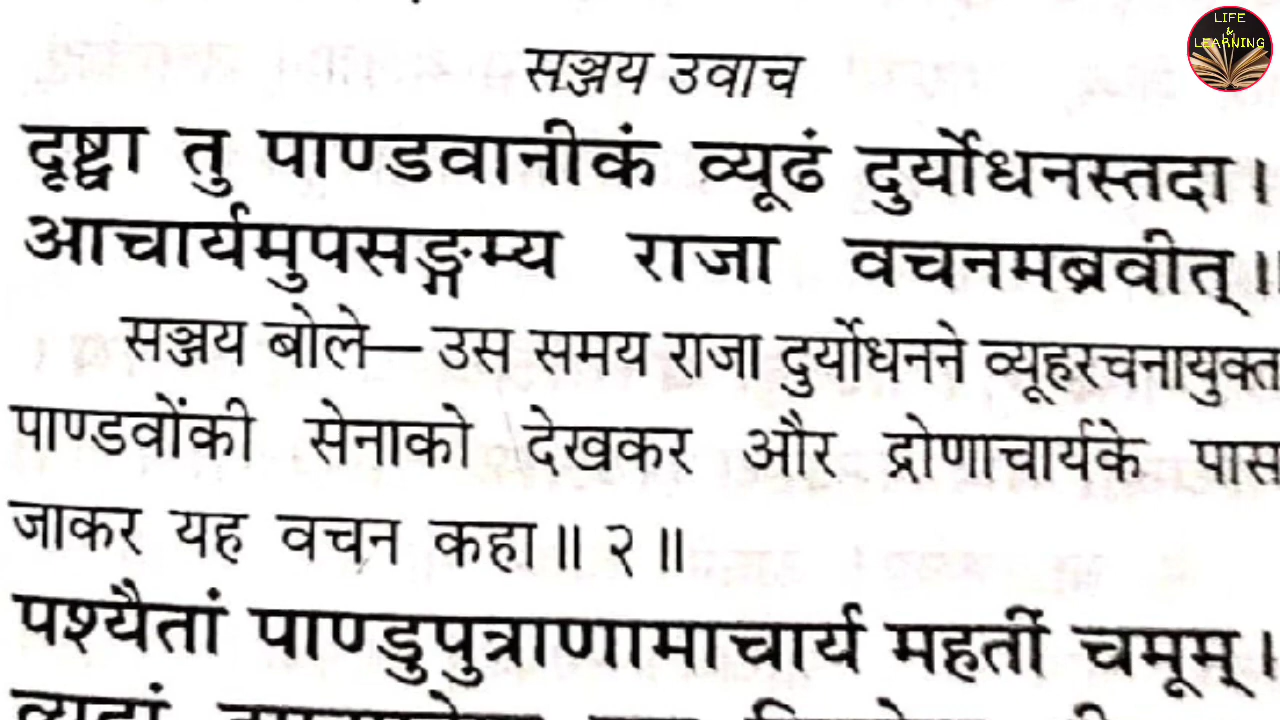 LIFE
&
LEARNING
सञ्जय उवाच
दृष्ट्वा तु पाण्डवानीकं व्यूढं दुर्योधनस्तदा।
आचार्यमुपसङ्गम्य राजा वचनमब्रवीत्॥
सञ्जय बोले— उस समय राजा दुर्योधनने व्यूहरचनायुक्त
पाण्डवोंकी सेनाको देखकर और द्रोणाचार्यके पास
जाकर यह वचन कहा॥ २॥
पश्यैतां पाण्डुपुत्राणामाचार्य महतीं चमूम्।